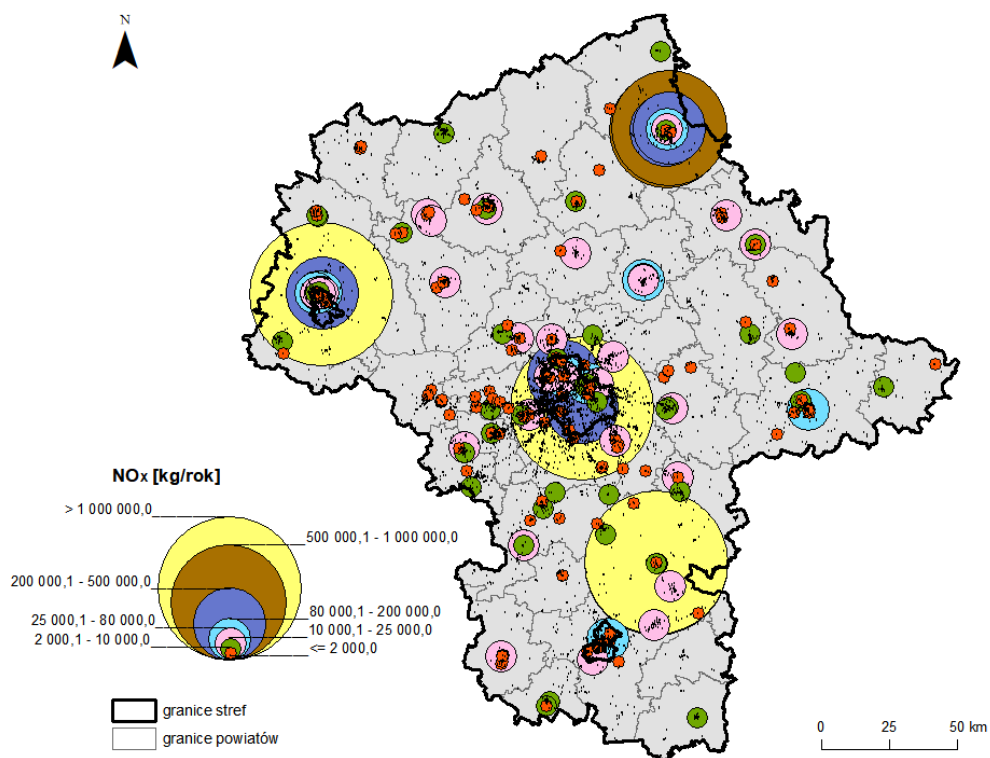 N
NOx [kg/rok]
> 1 000 000,0
500 000,1 - 1 000 000,0
200 000,1 - 500 000,0
80 000,1 - 200 000,0
25 000,1 - 80 000,0
10 000,1 - 25 000,0
2 000,1 - 10 000,0
<= 2 000,0
granice stref
granice powiatów
0 25 50 km